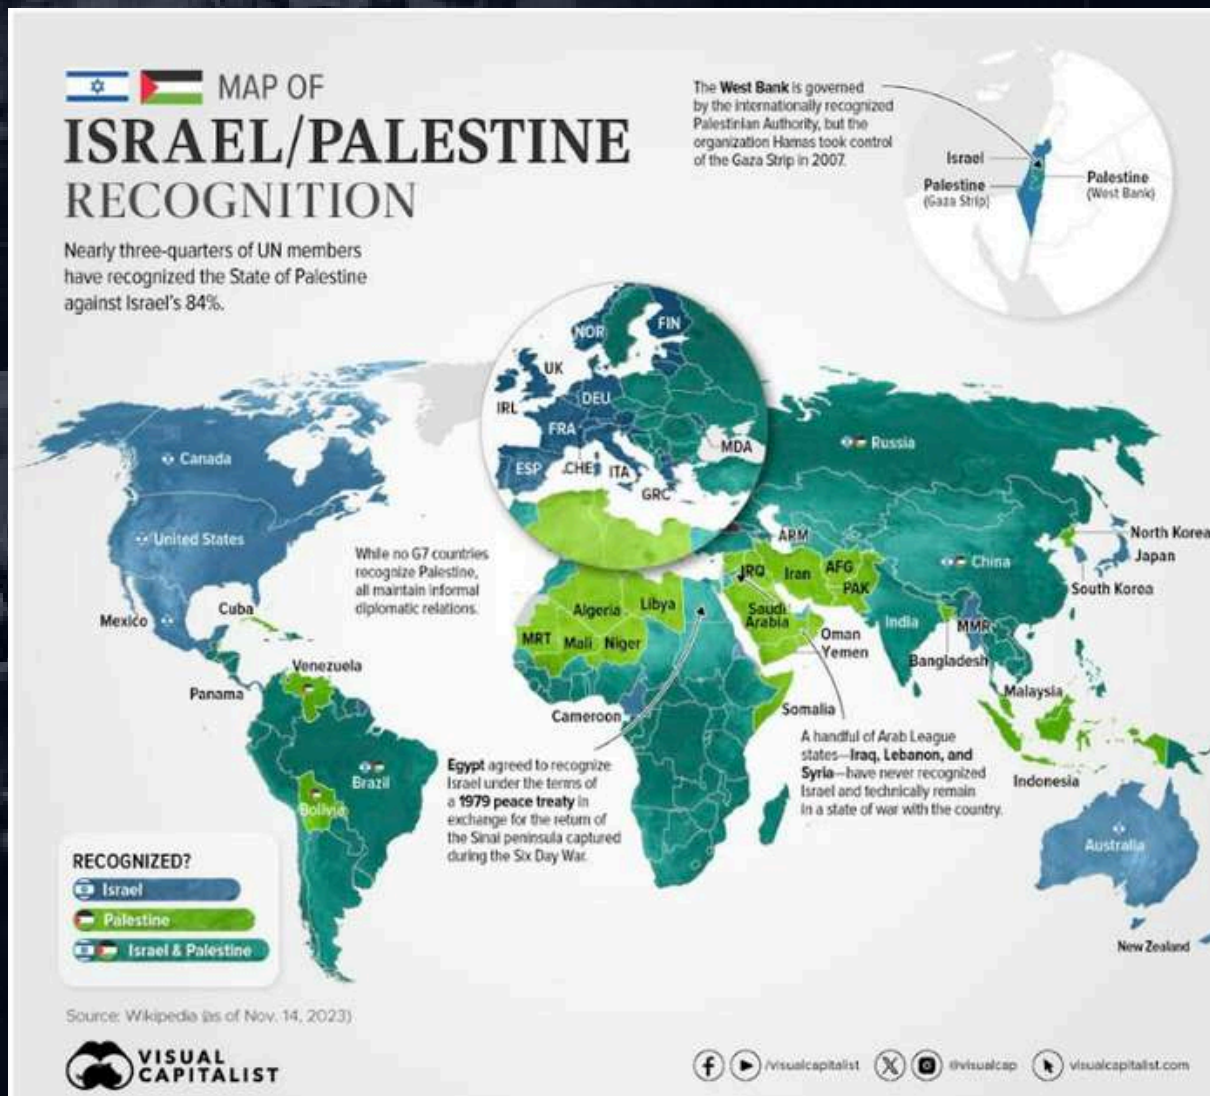 MAP OF
ISRAEL/PALESTINE
RECOGNITION
Nearly three-quarters of UN members
have recognized the State of Palestine
against Israel's 84%.
The West Bank is governed
by the internationally recognized
Palestinian Authority, but the
organization Hamas took control
of the Gaza Strip in 2007.
Israel
Palestine
(Gaza Strip)
Palestine
(West Bank)
NOR
FIN
UK
IRL
DEU
FRA
ESP
CHE
ITA
GRC
MDA
Canada
United States
Mexico
Cuba
Venezuela
Panama
Brazil
Bolivia
While no G7 countries
recognize Palestine,
all maintain informal
diplomatic relations.
Russia
ARM
China
North Korea
Japan
South Korea
IRQ
Iran
AFG
PAK
India
MMR
Bangladesh
Saudi
Arabia
Oman
Yemen
Algeria
Libya
MRT
Mali
Niger
Cameroon
Somalia
Malaysia
Indonesia
Australia
New Zealand
Egypt agreed to recognize
Israel under the terms of
a 1979 peace treaty in
exchange for the return of
the Sinai peninsula captured
during the Six Day War.
A handful of Arab League
states—Iraq, Lebanon, and
Syria—have never recognized
Israel and technically remain
in a state of war with the country.
RECOGNIZED?
Israel
Palestine
Israel & Palestine
Source: Wikipedia (as of Nov. 14, 2023)
VISUAL
CAPITALIST
/visualcapitalist
@visualcap
visualcapitalist.com